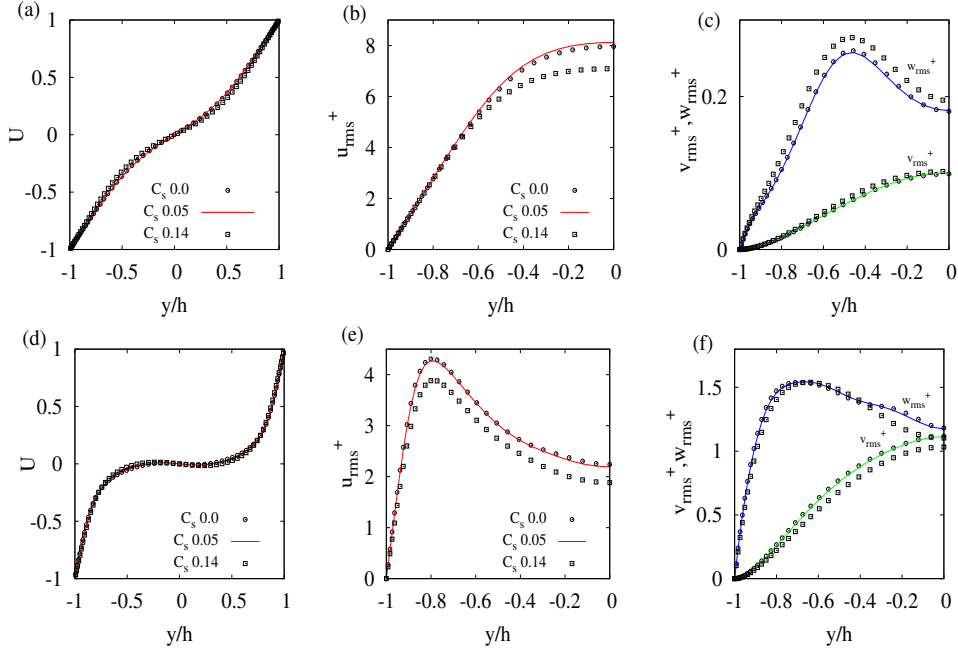 (a)
1
0.5
0
-0.5
-1
U
-1 -0.5 0 0.5 1
y/h
C_s 0.0
C_s 0.05
C_s 0.14
(b)
8
6
4
2
0
u_rms^+
-1 -0.8 -0.6 -0.4 -0.2 0
y/h
C_s 0.0
C_s 0.05
C_s 0.14
(c)
0.2
0
v_rms^+, w_rms^+
w_rms^+
v_rms^+
-1 -0.8 -0.6 -0.4 -0.2 0
y/h
(d)
1
0.5
0
-0.5
-1
U
-1 -0.5 0 0.5 1
y/h
C_s 0.0
C_s 0.05
C_s 0.14
(e)
4
2
0
u_rms^+
-1 -0.8 -0.6 -0.4 -0.2 0
y/h
C_s 0.0
C_s 0.05
C_s 0.14
(f)
1.5
1
0.5
0
v_rms^+, w_rms^+
w_rms^+
v_rms^+
-1 -0.8 -0.6 -0.4 -0.2 0
y/h